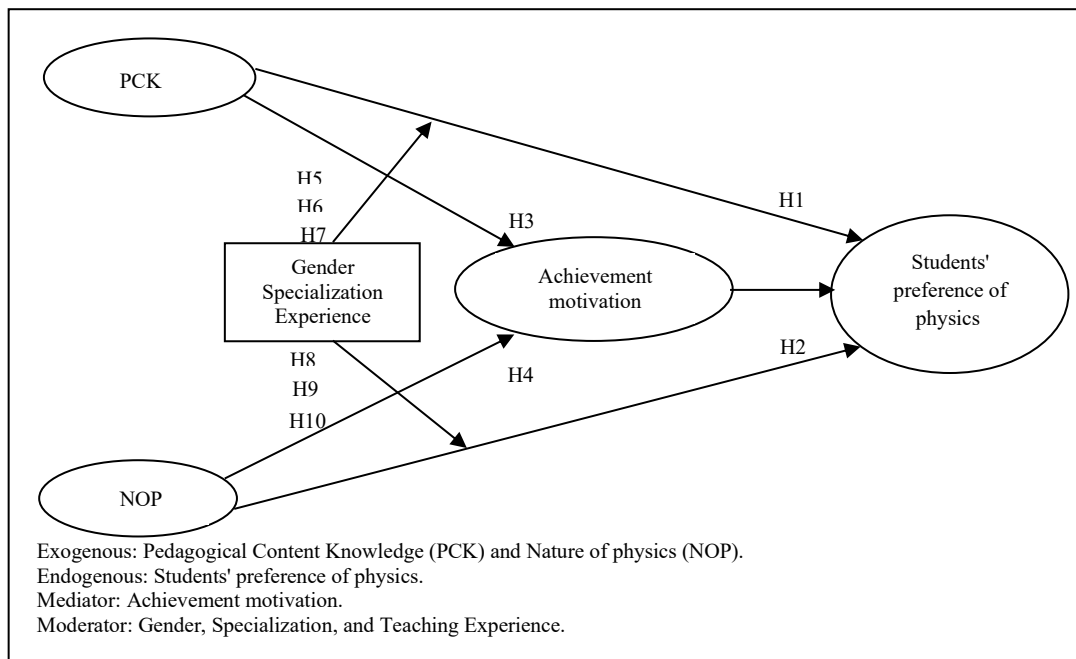 PCK
H5
H6
H7
H1
H3
Gender
Specialization
Experience
Achievement
motivation
Students'
preference of
physics
H8
H9
H10
H2
H4
NOP
Exogenous: Pedagogical Content Knowledge (PCK) and Nature of physics (NOP).
Endogenous: Students' preference of physics.
Mediator: Achievement motivation.
Moderator: Gender, Specialization, and Teaching Experience.